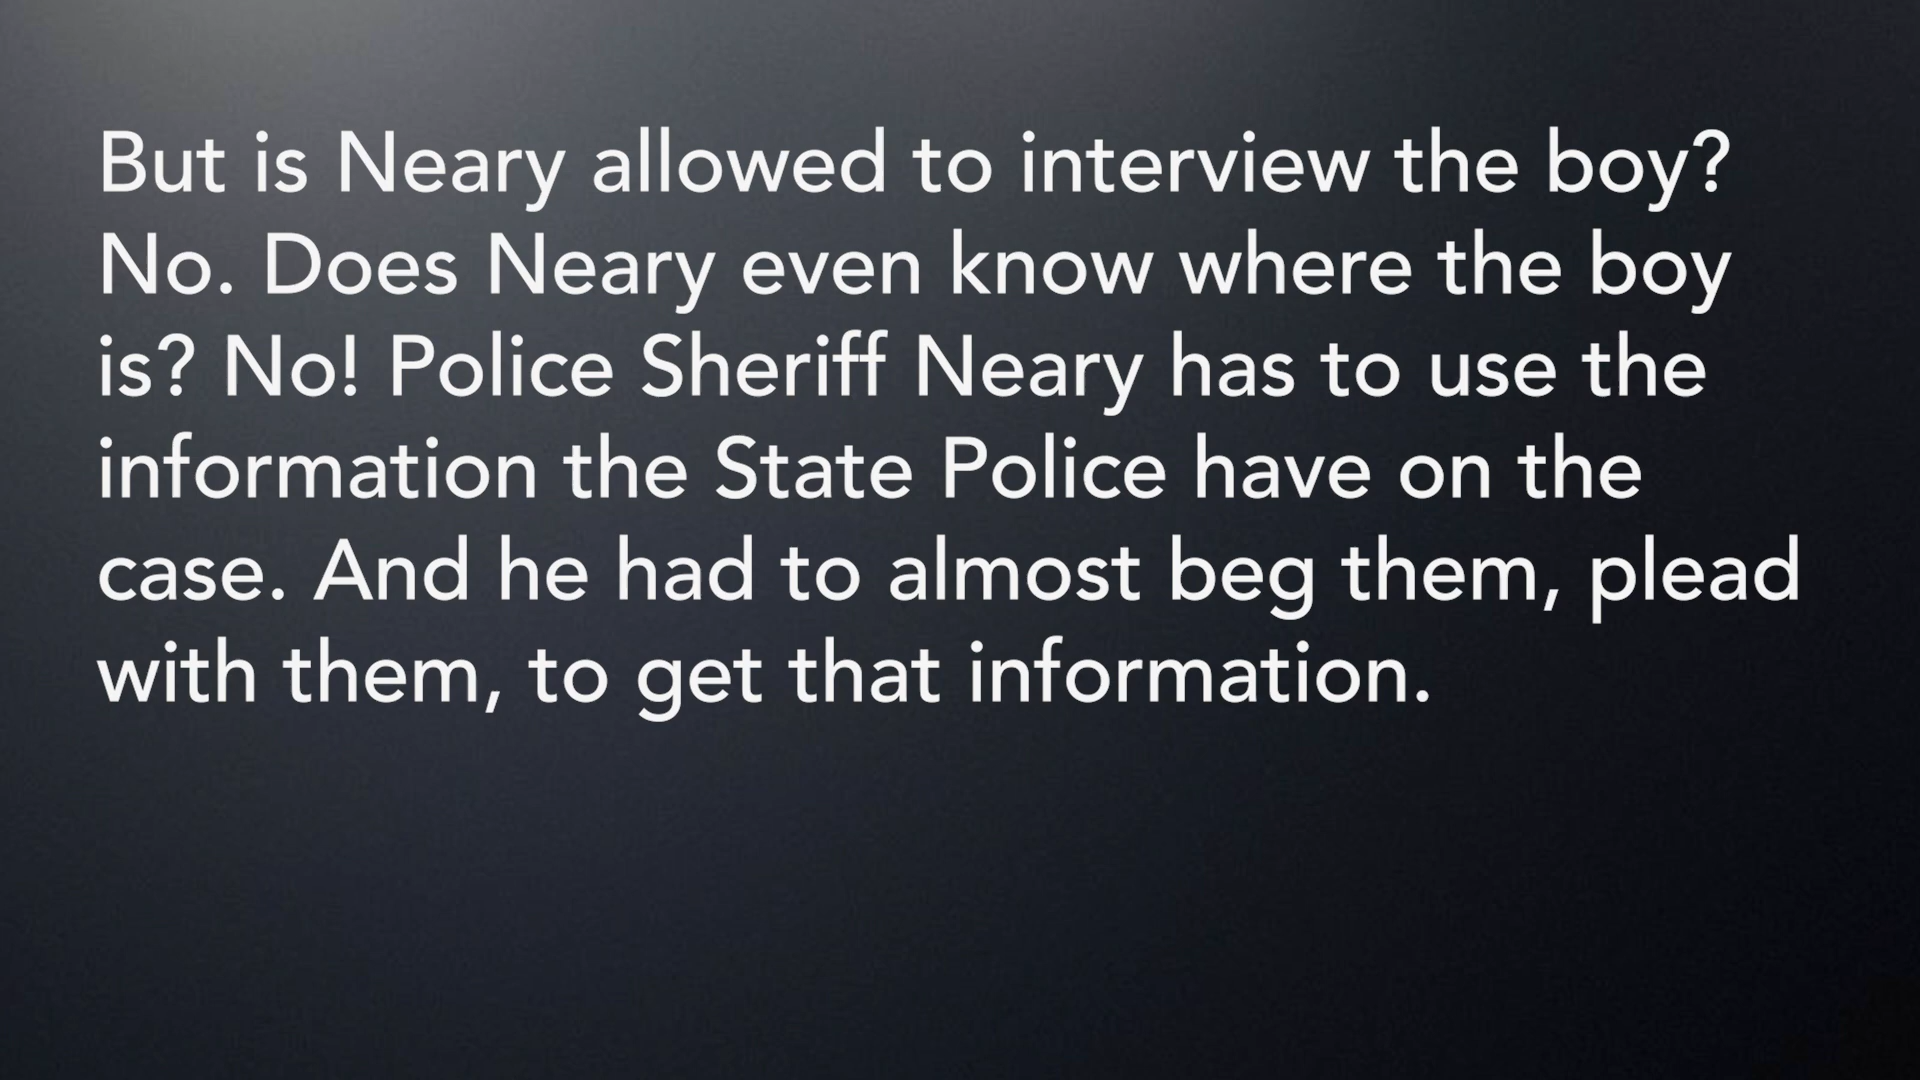 But is Neary allowed to interview the boy?
No. Does Neary even know where the boy
is? No! Police Sheriff Neary has to use the
information the State Police have on the
case. And he had to almost beg them, plead
with them, to get that information.